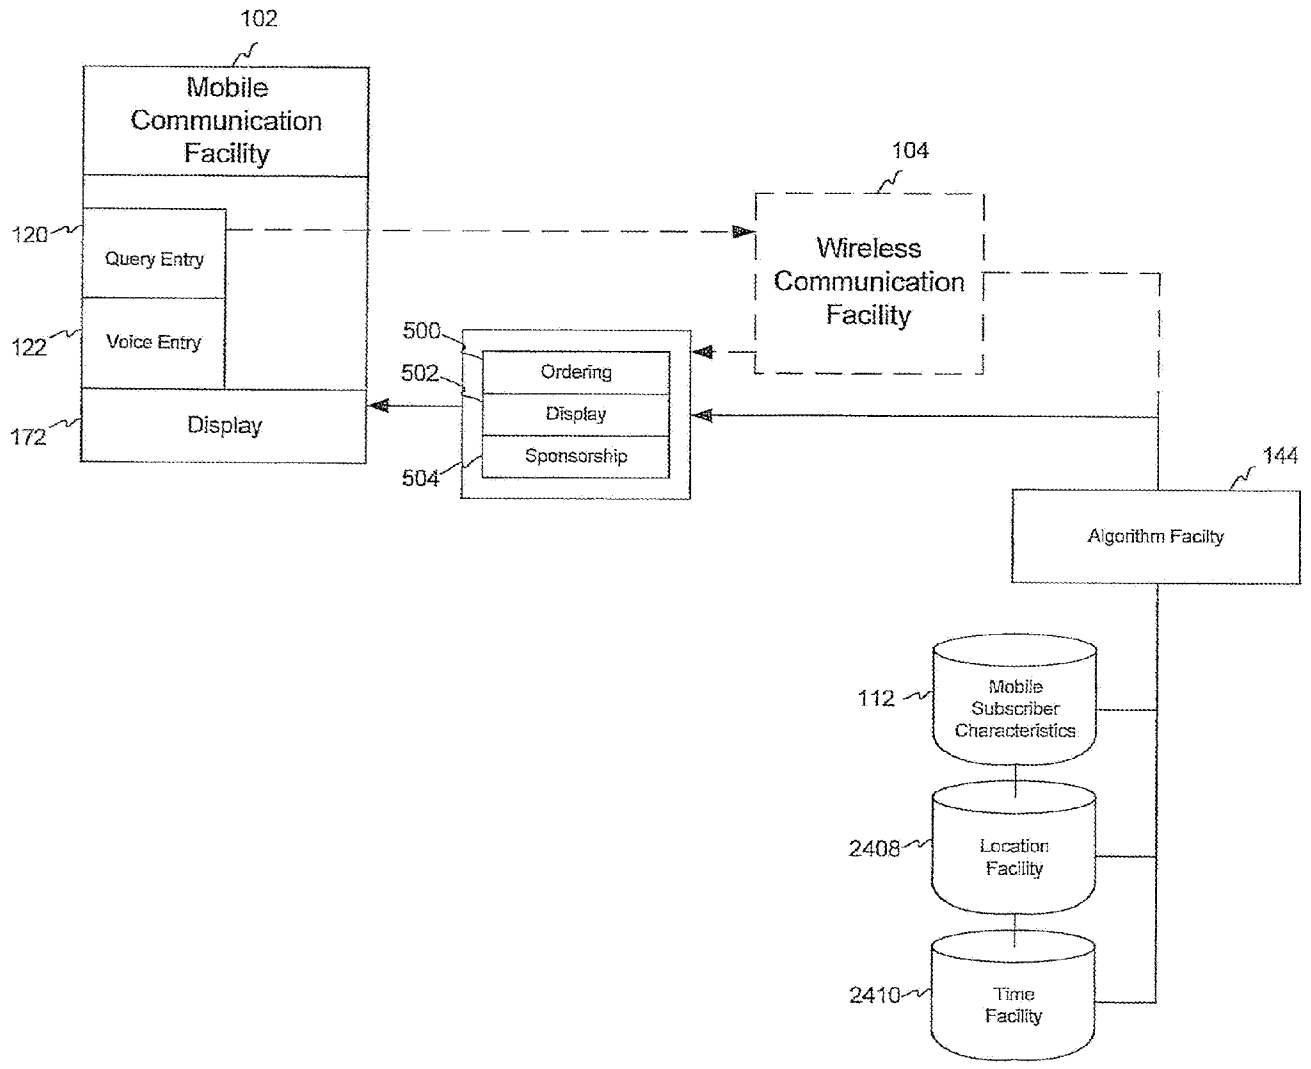 102
Mobile
Communication
Facility
104
120
Query Entry
Wireless
Communication
Facility
122
Voice Entry
500
Ordering
502
Display
172
Display
504
Sponsorship
144
Algorithm Facilty
112
Mobile
Subscriber
Characteristics
2408
Location
Facility
2410
Time
Facility